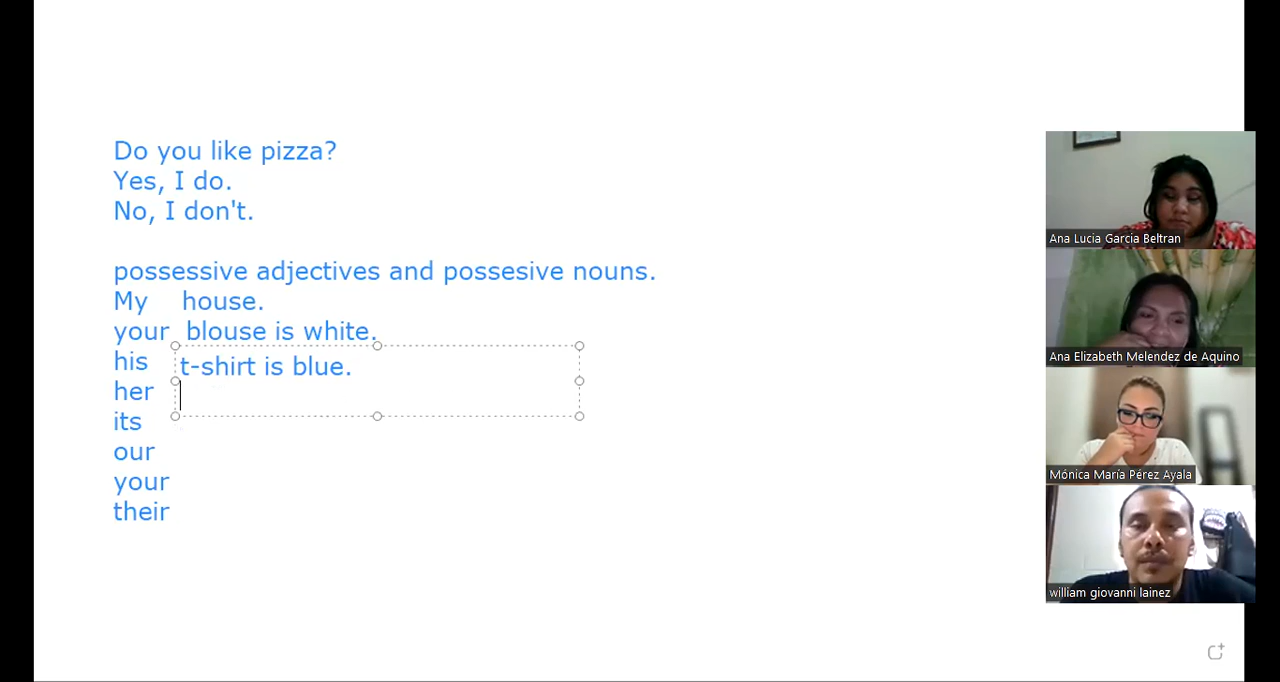 Do you like pizza?
Yes, I do.
No, I don't.
possessive adjectives and possesive nouns.
My house.
your blouse is white.
his t-shirt is blue.
her
its
our
your
their
Ana Lucia Garcia Beltran
Ana Elizabeth Melendez de Aquino
Mónica María Pérez Ayala
william giovanni lainez